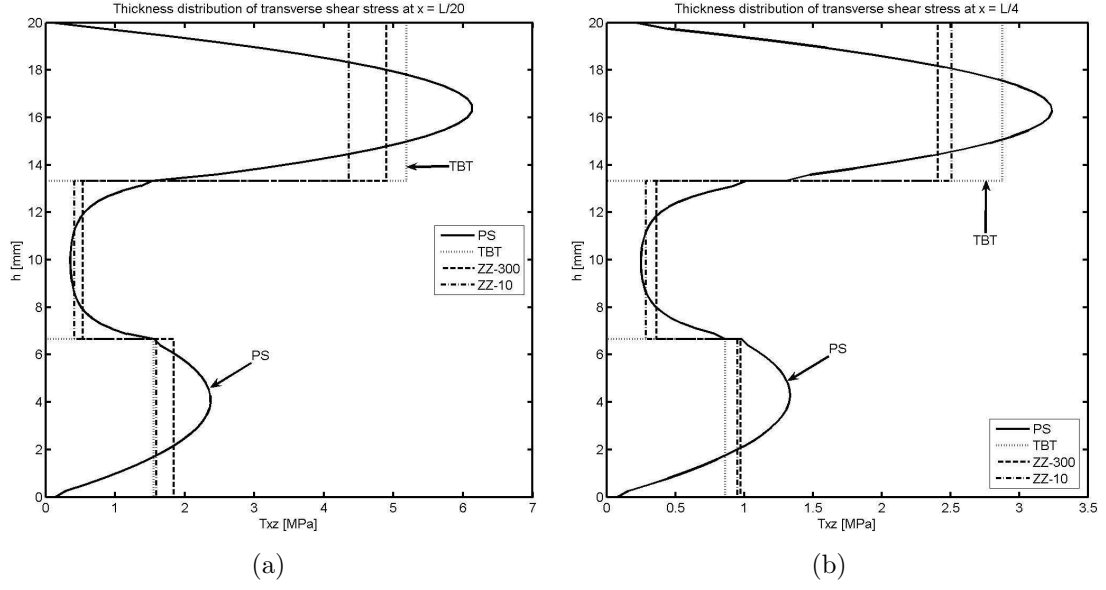 Thickness distribution of transverse shear stress at x = L/20
20
18
16
14
12
10
8
6
4
2
0
h [mm]
0 1 2 3 4 5 6 7
Txz [MPa]
TBT
PS
PS
TBT
ZZ-300
ZZ-10
(a)
Thickness distribution of transverse shear stress at x = L/4
20
18
16
14
12
10
8
6
4
2
0
h [mm]
0 0.5 1 1.5 2 2.5 3 3.5
Txz [MPa]
TBT
PS
PS
TBT
ZZ-300
ZZ-10
(b)